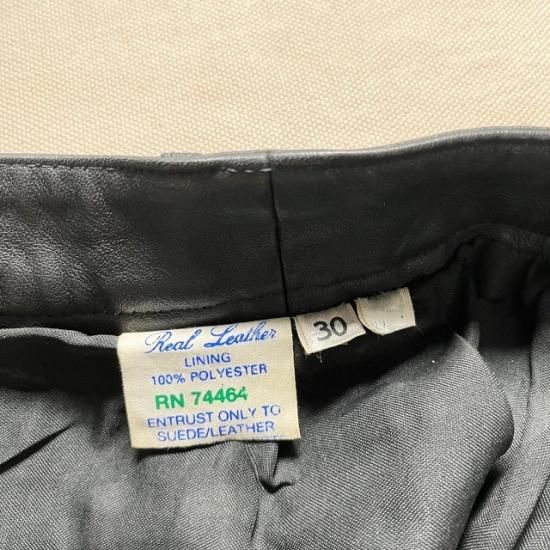 Real Leather
LINING
100% POLYESTER
RN 74464
ENTRUST ONLY TO
SUEDE/LEATHER
30